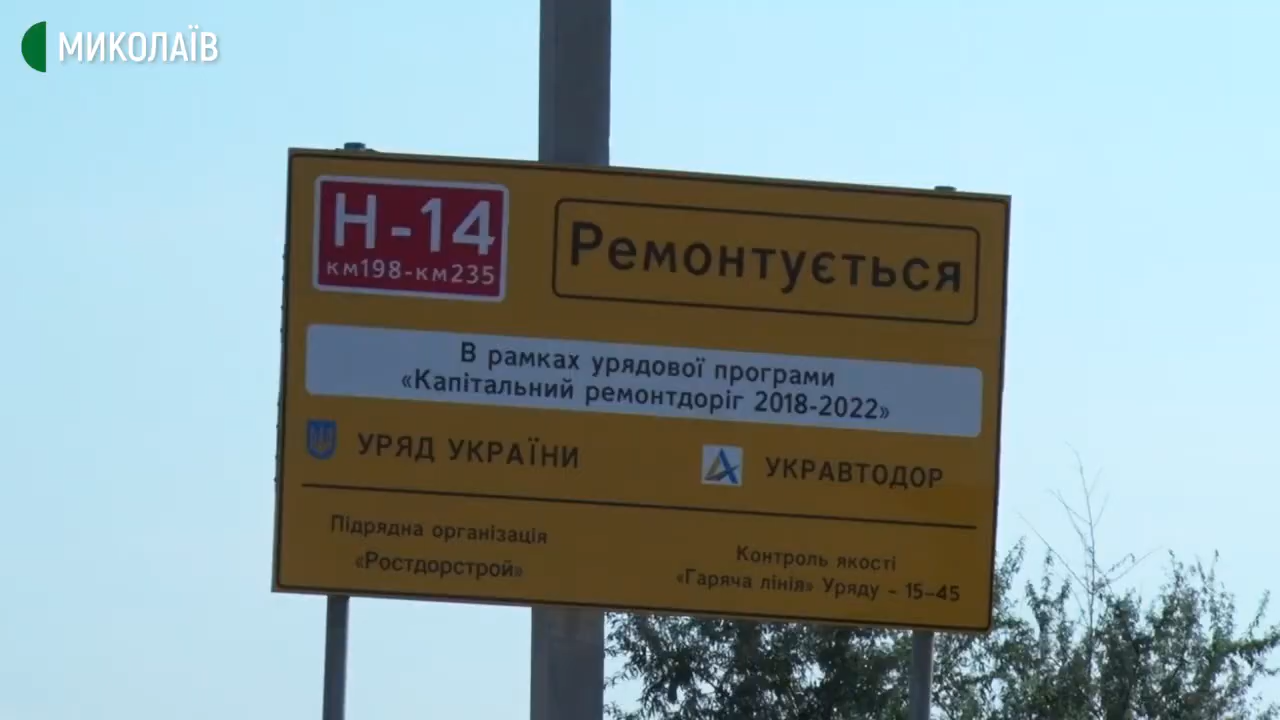 МИКОЛАЇВ
Н-14
км198-км235
Ремонтується
В рамках урядової програми
«Капітальний ремонтдоріг 2018-2022»
УРЯД УКРАЇНИ
УКРАВТОДОР
Підрядна організація
«Ростдорстрой»
Контроль якості
«Гаряча лінія» Уряду - 15-45